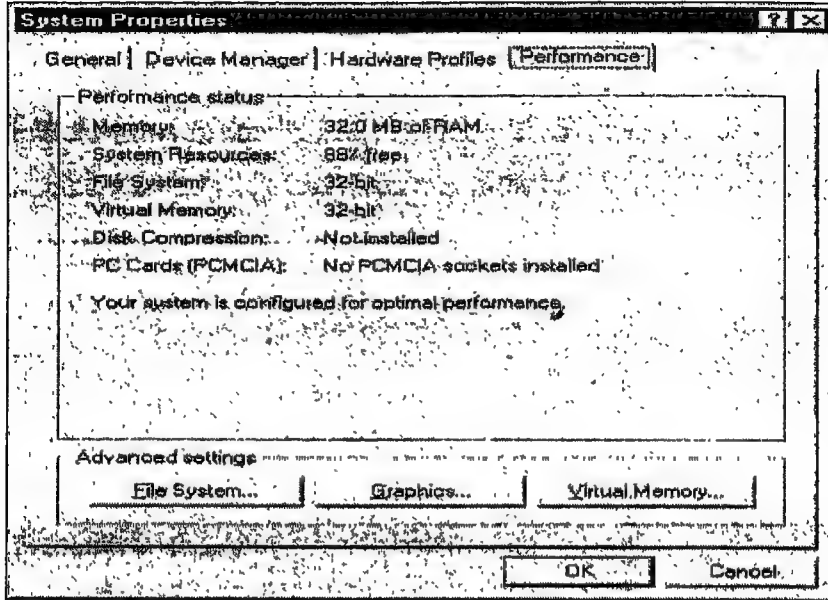 System Properties
General Device Manager Hardware Profiles Performance
Performance status
Memory: 32.0 MB of RAM
System Resources: 88% free
File System: 32-bit
Virtual Memory: 32-bit
Disk Compression: Not installed
PC Cards (PCMCIA): No PCMCIA sockets installed
Your system is configured for optimal performance.
Advanced settings
File System... Graphics... Virtual Memory...
OK Cancel